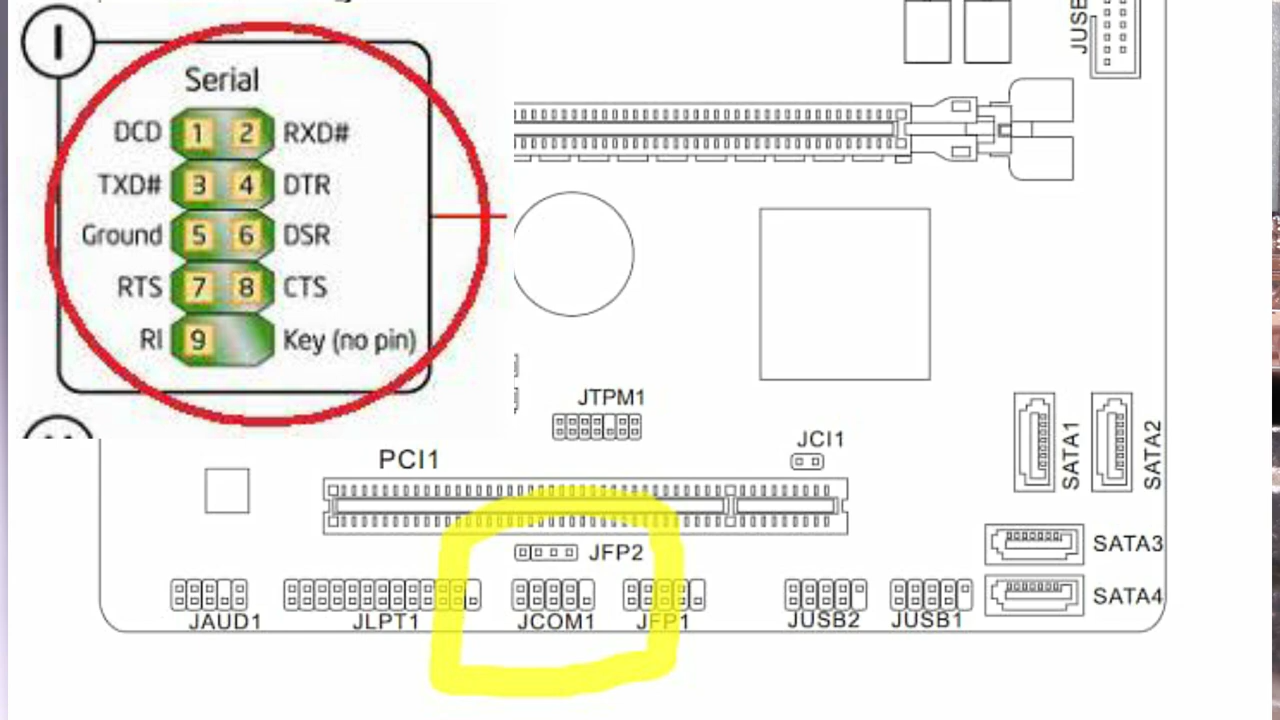 I
Serial
DCD 1 2 RXD#
TXD# 3 4 DTR
Ground 5 6 DSR
RTS 7 8 CTS
RI 9 Key (no pin)
JUSB
JTPM1
JCI1
PCI1
SATA1
SATA2
JFP2
SATA3
SATA4
JAUD1
JLPT1
JCOM1
JFP1
JUSB2
JUSB1